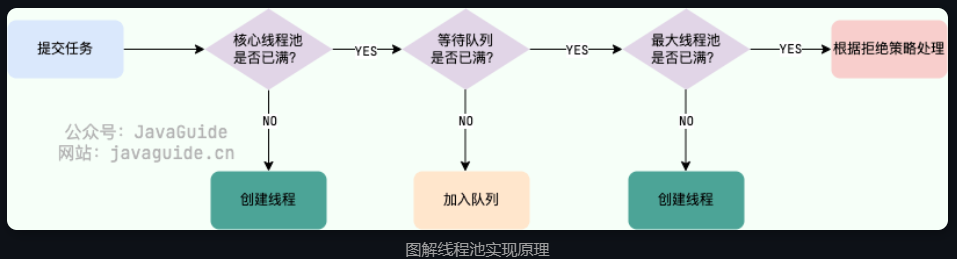 提交任务
核心线程池
是否已满?
YES
等待队列
是否已满?
YES
最大线程池
是否已满?
YES
根据拒绝策略处理
NO
NO
NO
公众号：JavaGuide
网站：javaguide.cn
创建线程
加入队列
创建线程
图解线程池实现原理